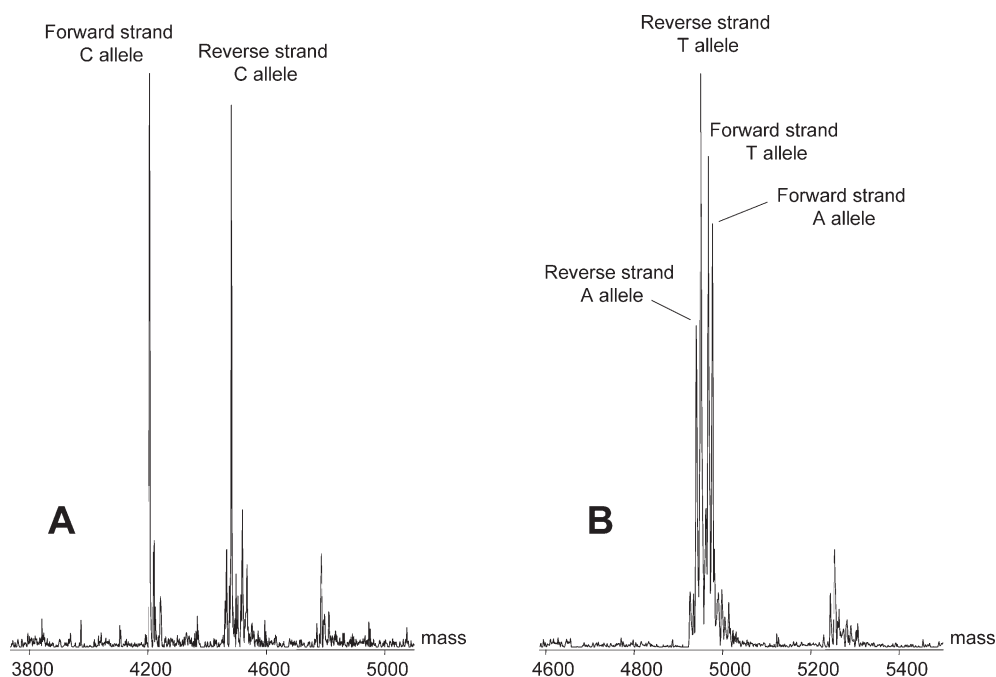 Forward strand
C allele
Reverse strand
C allele
A
mass
3800 4200 4600 5000
Reverse strand
T allele
Forward strand
T allele
Forward strand
A allele
Reverse strand
A allele
B
mass
4600 4800 5000 5200 5400